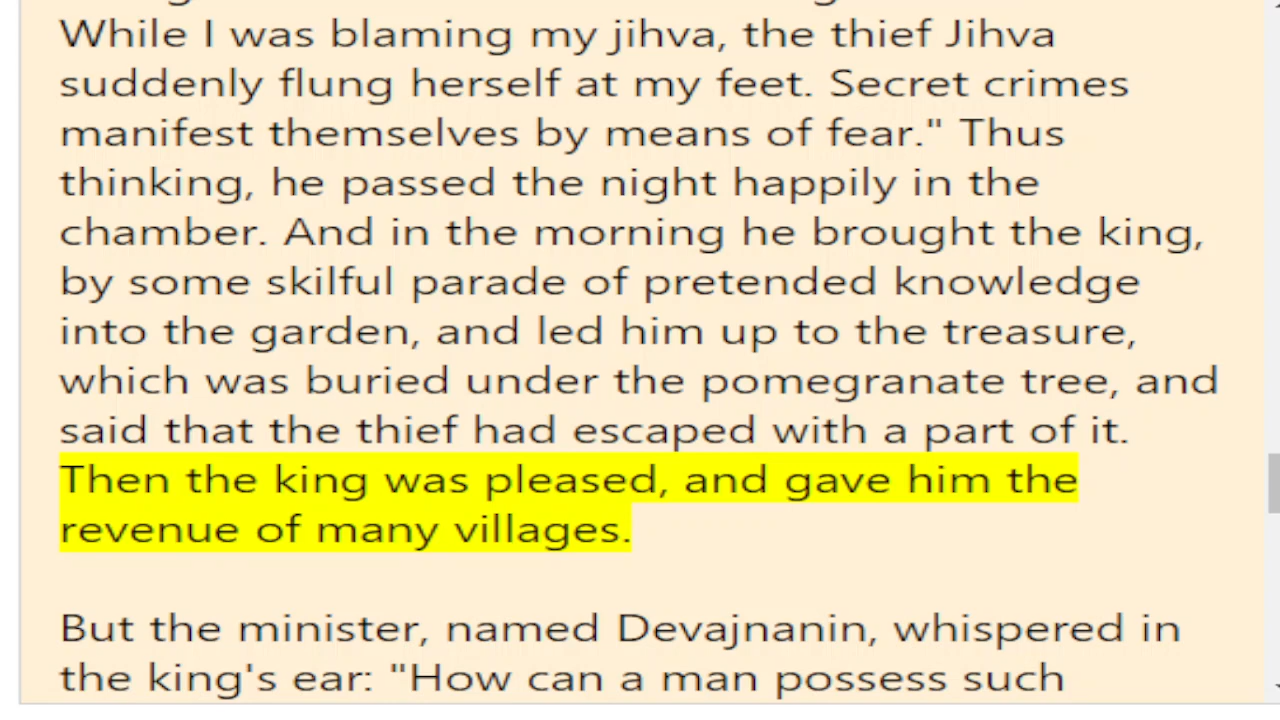 While I was blaming my jihva, the thief Jihva
suddenly flung herself at my feet. Secret crimes
manifest themselves by means of fear." Thus
thinking, he passed the night happily in the
chamber. And in the morning he brought the king,
by some skilful parade of pretended knowledge
into the garden, and led him up to the treasure,
which was buried under the pomegranate tree, and
said that the thief had escaped with a part of it.
Then the king was pleased, and gave him the
revenue of many villages.
But the minister, named Devajnanin, whispered in
the king's ear: "How can a man possess such